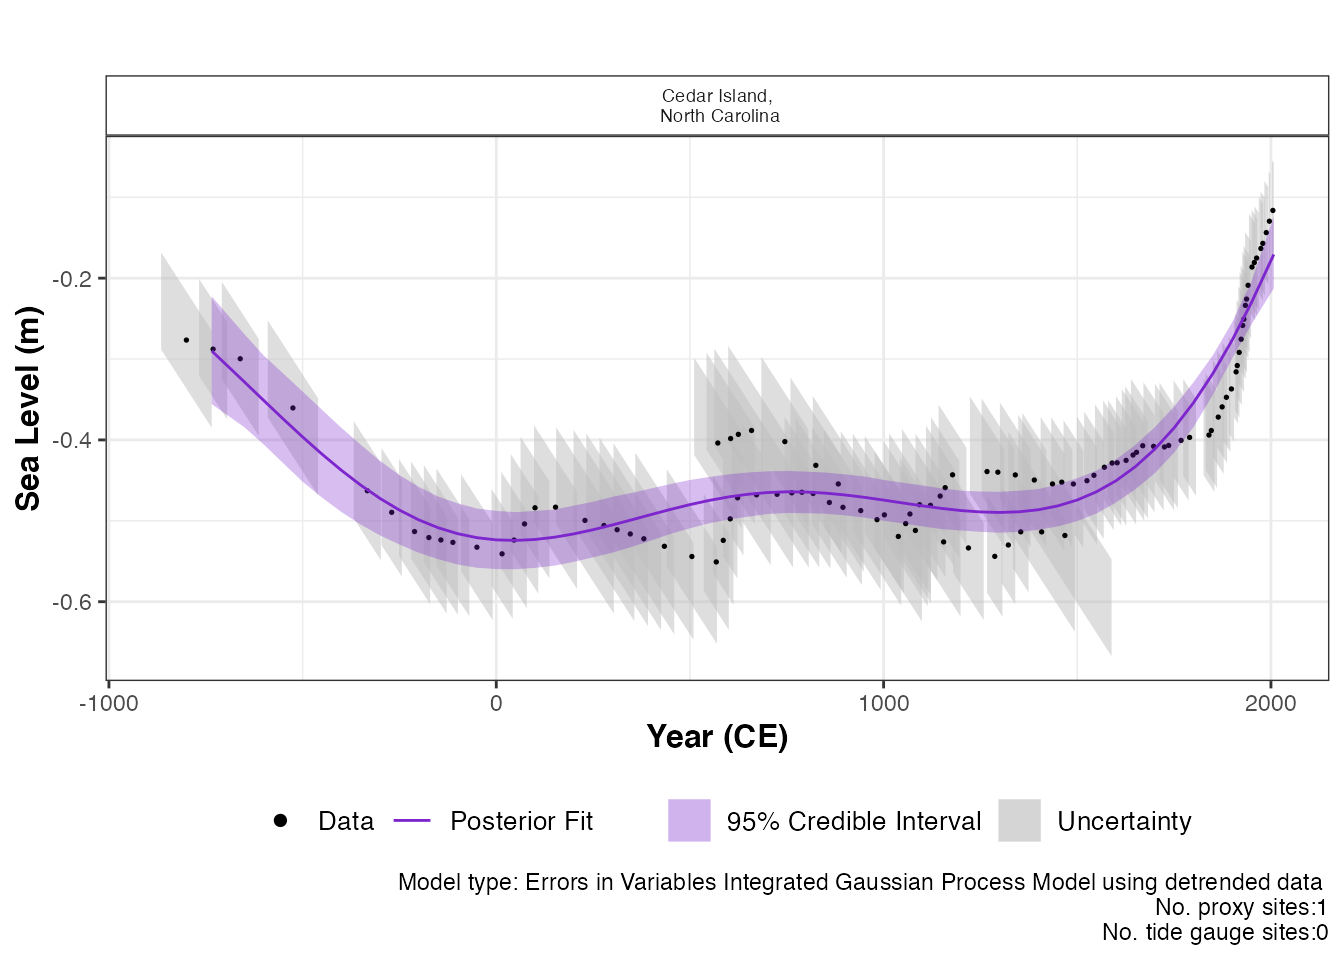 Cedar Island,
North Carolina
Sea Level (m)
-0.2
-0.4
-0.6
-1000
0
1000
2000
Year (CE)
Data
Posterior Fit
95% Credible Interval
Uncertainty
Model type: Errors in Variables Integrated Gaussian Process Model using detrended data
No. proxy sites:1
No. tide gauge sites:0